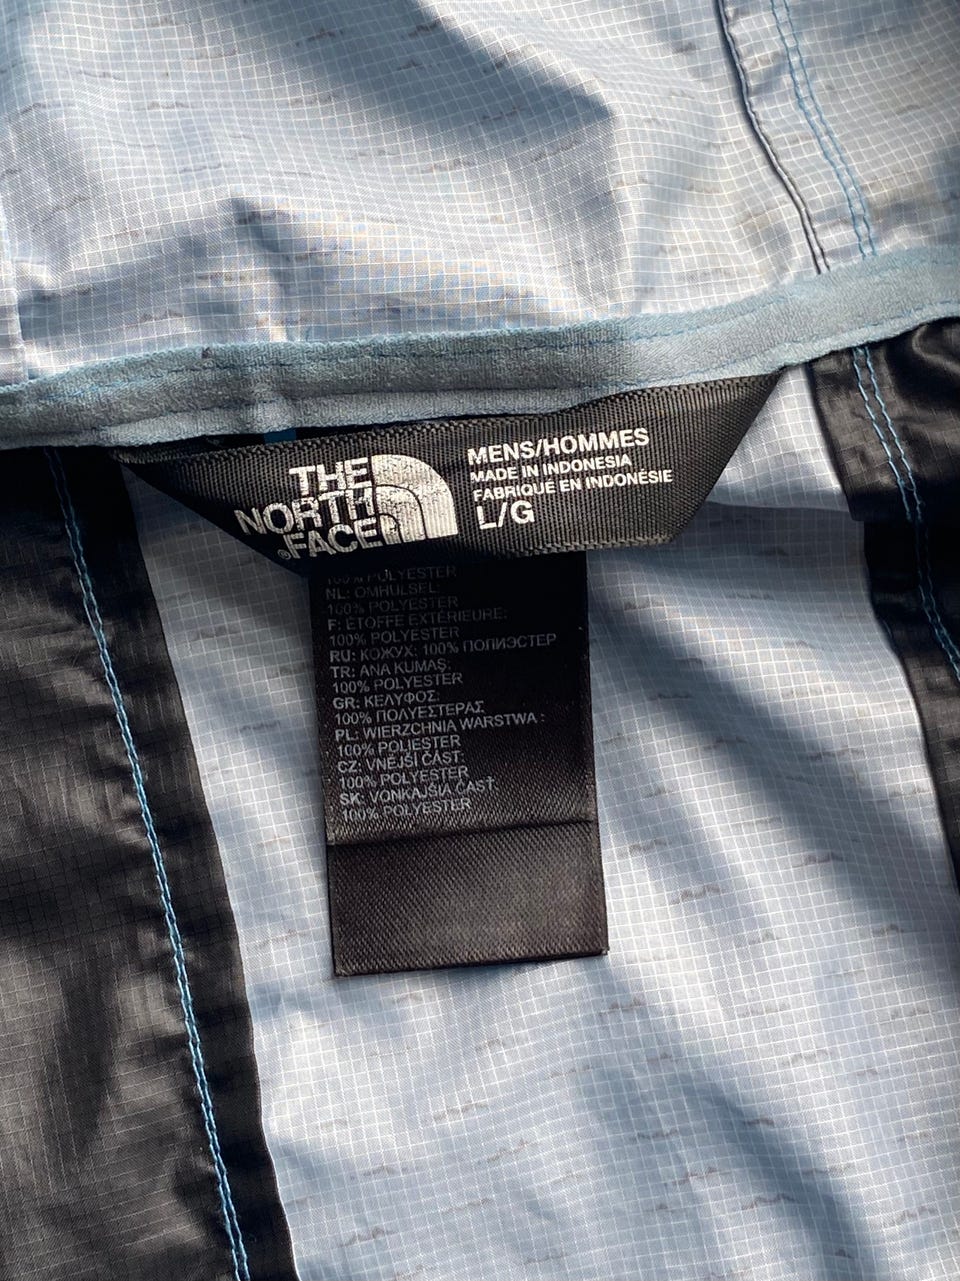 THE
NORTH
®FACE
MENS/HOMMES
MADE IN INDONESIA
FABRIQUÉ EN INDONÉSIE
L/G
100% POLYESTER
NL: OMHULSEL:
100% POLYESTER
F: ÉTOFFE EXTÉRIEURE:
100% POLYESTER
RU: КОЖУХ: 100% ПОЛИЭСТЕР
TR: ANA KUMAŞ:
100% POLYESTER
GR: ΚΕΛΥΦΟΣ:
100% ΠΟΛΥΕΣΤΕΡΑΣ
PL: WIERZCHNIA WARSTWA :
100% POLIESTER
CZ: VNĚJŠÍ ČÁST:
100% POLYESTER
SK: VONKAJŠIA ČASŤ:
100% POLYESTER